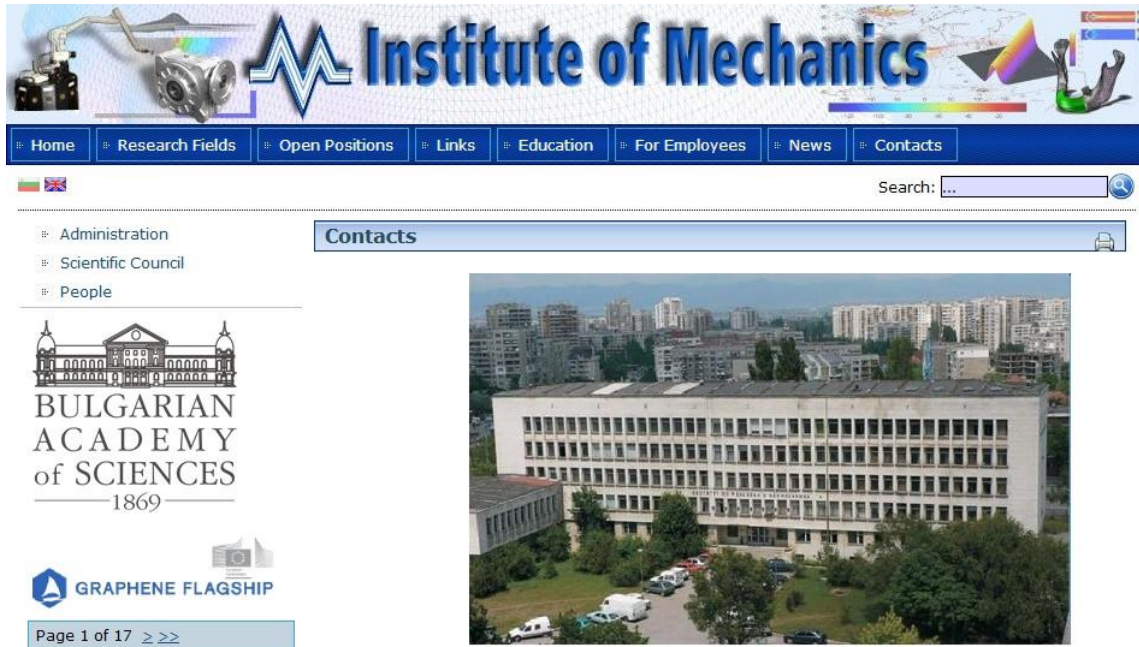 Institute of Mechanics
Home Research Fields Open Positions Links Education For Employees News Contacts
Search: ...
Administration
Scientific Council
People
Contacts
BULGARIAN
ACADEMY
of SCIENCES
1869
GRAPHENE FLAGSHIP
Page 1 of 17 > >>